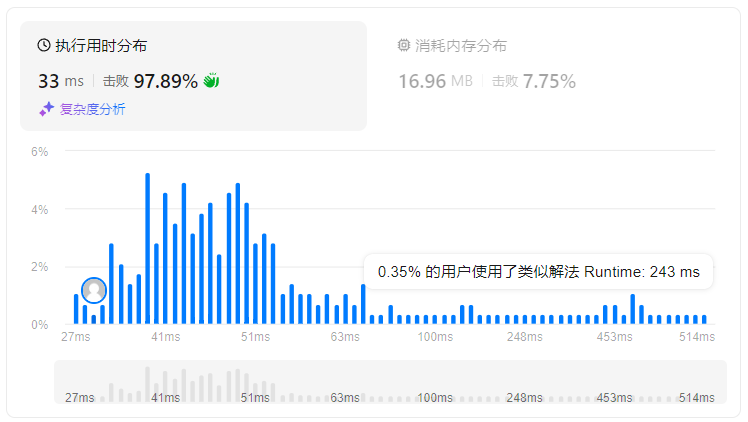 执行用时分布
33 ms 击败 97.89%
复杂度分析
消耗内存分布
16.96 MB 击败 7.75%
6%
4%
2%
0%
0.35% 的用户使用了类似解法 Runtime: 243 ms
27ms 41ms 51ms 63ms 100ms 248ms 453ms 514ms
27ms 41ms 51ms 63ms 100ms 248ms 453ms 514ms